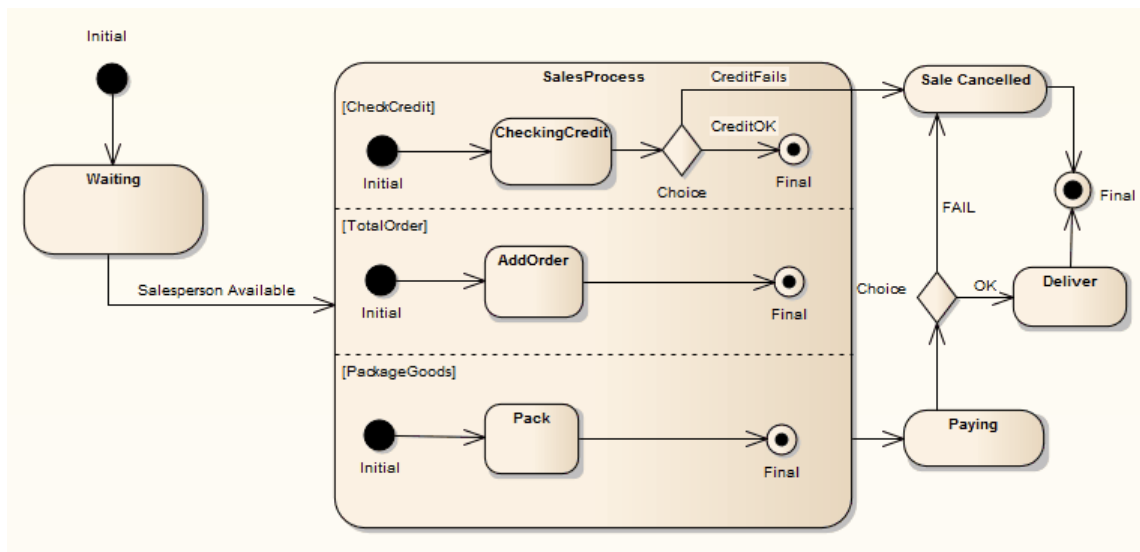 Initial
Waiting
Salesperson Available
SalesProcess
[CheckCredit]
Initial
CheckingCredit
Choice
CreditFails
CreditOK
Final
[TotalOrder]
Initial
AddOrder
Final
[PackageGoods]
Initial
Pack
Final
Sale Cancelled
Final
FAIL
Choice
OK
Deliver
Paying